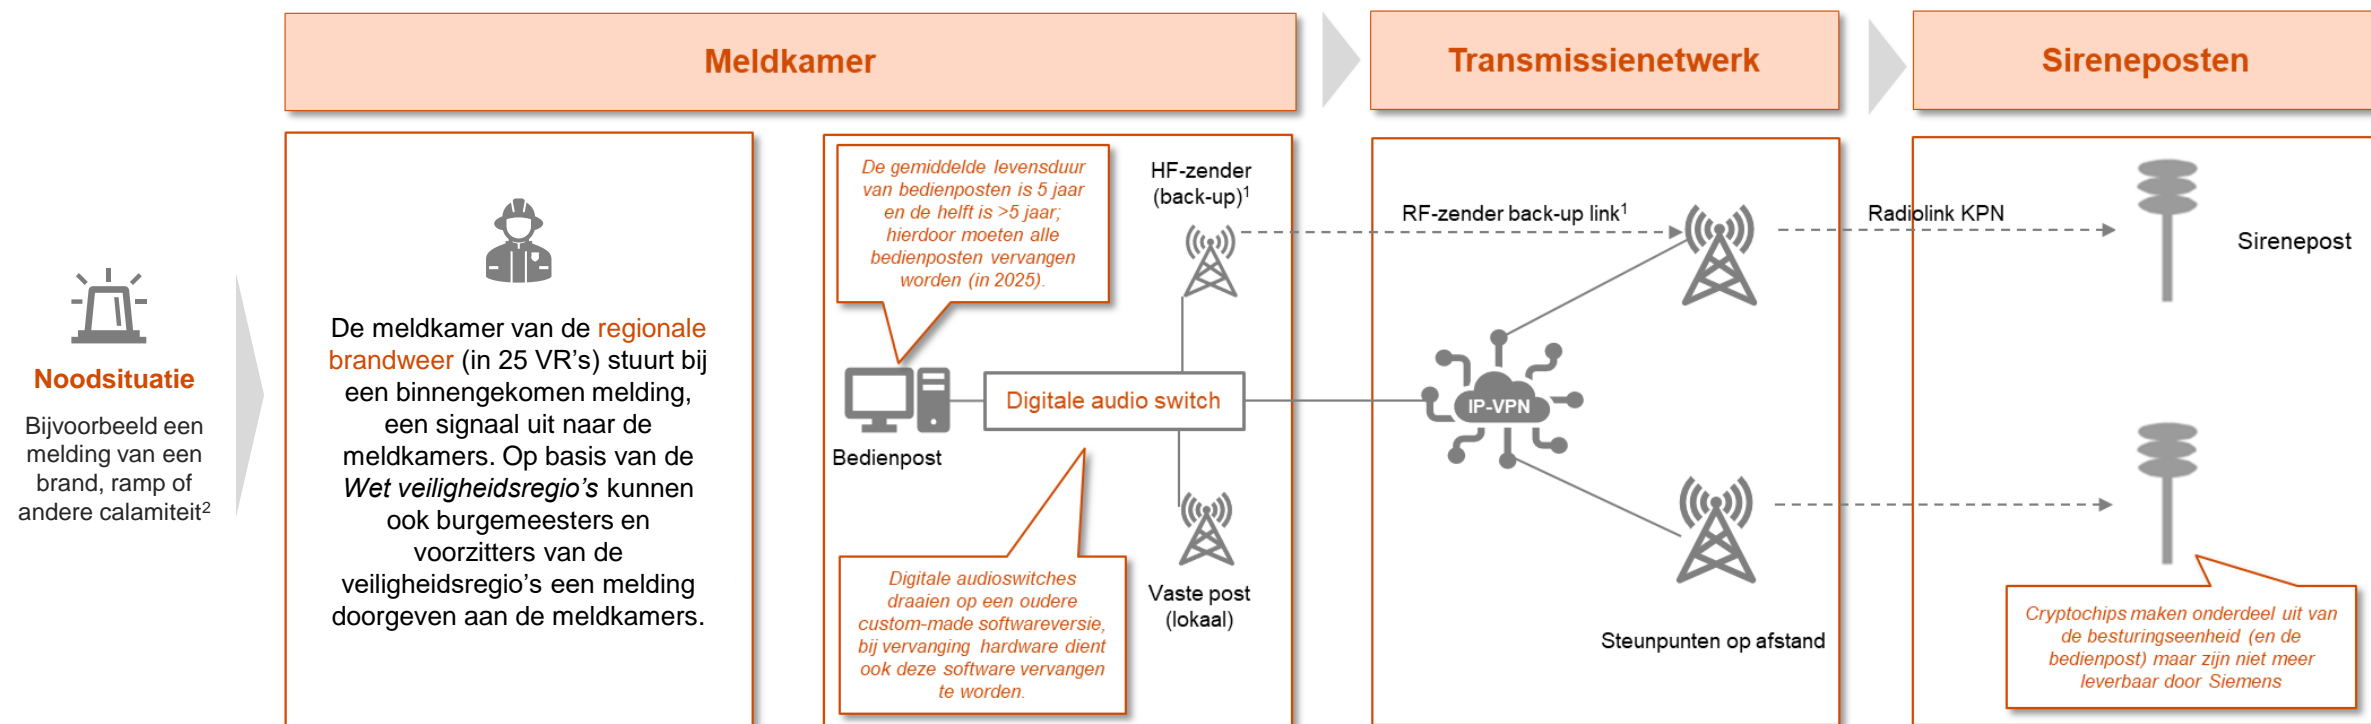 Meldkamer
Transmissienetwerk
Sireneposten
Noodsituatie
Bijvoorbeeld een
melding van een
brand, ramp of
andere calamiteit²
De meldkamer van de regionale
brandweer (in 25 VR’s) stuurt bij
een binnengekomen melding,
een signaal uit naar de
meldkamers. Op basis van de
Wet veiligheidsregio’s kunnen
ook burgemeesters en
voorzitters van de
veiligheidsregio’s een melding
doorgeven aan de meldkamers.
De gemiddelde levensduur
van bedienposten is 5 jaar
en de helft is >5 jaar;
hierdoor moeten alle
bedienposten vervangen
worden (in 2025).
HF-zender
(back-up)¹
Bedienpost
Digitale audio switch
Digitale audioswitches
draaien op een oudere
custom-made softwareversie,
bij vervanging hardware dient
ook deze software vervangen
te worden.
Vaste post
(lokaal)
RF-zender back-up link¹
IP-VPN
Steunpunten op afstand
Radiolink KPN
Sirenepost
Cryptochips maken onderdeel uit van
de besturingseenheid (en de
bedienpost) maar zijn niet meer
leverbaar door Siemens